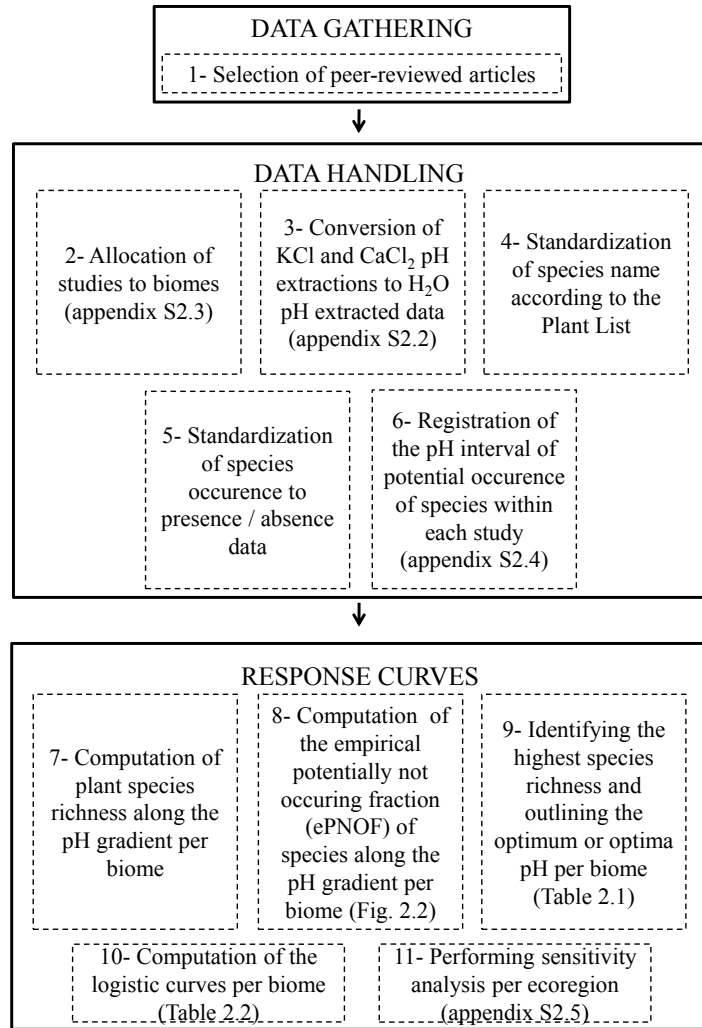 DATA GATHERING
1- Selection of peer-reviewed articles
DATA HANDLING
2- Allocation of
studies to biomes
(appendix S2.3)
3- Conversion of
KCl and CaCl₂ pH
extractions to H₂O
pH extracted data
(appendix S2.2)
4- Standardization
of species name
according to the
Plant List
5- Standardization
of species
occurence to
presence / absence
data
6- Registration of
the pH interval of
potential occurence
of species within
each study
(appendix S2.4)
RESPONSE CURVES
7- Computation of
plant species
richness along the
pH gradient per
biome
8- Computation of
the empirical
potentially not
occuring fraction
(ePNOF) of
species along the
pH gradient per
biome (Fig. 2.2)
9- Identifying the
highest species
richness and
outlining the
optimum or optima
pH per biome
(Table 2.1)
10- Computation of the
logistic curves per biome
(Table 2.2)
11- Performing sensitivity
analysis per ecoregion
(appendix S2.5)